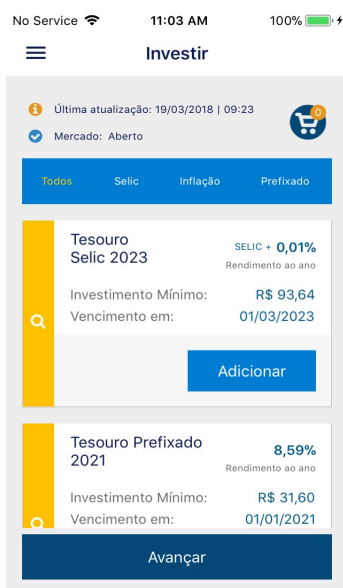 No Service 11:03 AM 100%
Investir
Última atualização: 19/03/2018 | 09:23
0
Mercado: Aberto
Todos Selic Inflação Prefixado
Tesouro
Selic 2023
SELIC + 0,01%
Rendimento ao ano
Investimento Mínimo: R$ 93,64
Vencimento em: 01/03/2023
Adicionar
Tesouro Prefixado
2021
8,59%
Rendimento ao ano
Investimento Mínimo: R$ 31,60
Vencimento em: 01/01/2021
Avançar